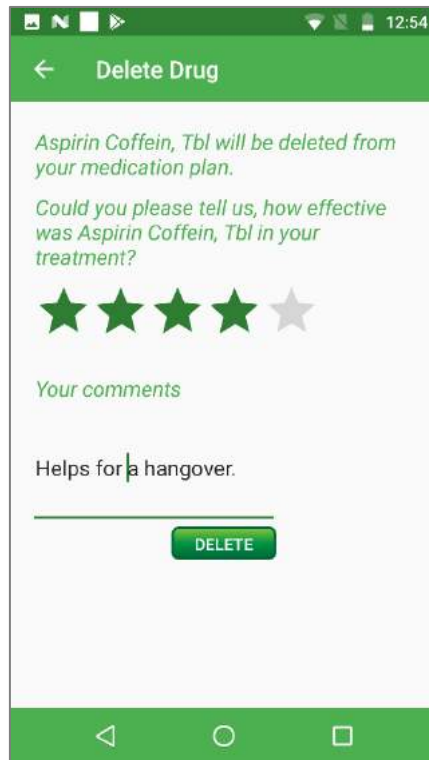 12:54
Delete Drug
Aspirin Coffein, Tbl will be deleted from
your medication plan.
Could you please tell us, how effective
was Aspirin Coffein, Tbl in your
treatment?
Your comments
Helps for a hangover.
DELETE